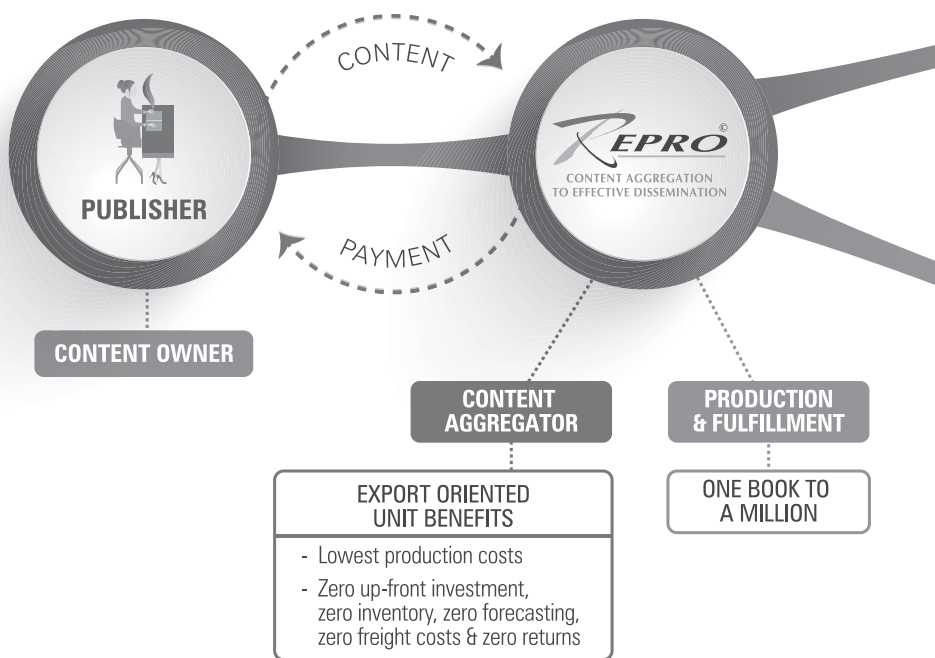 CONTENT
PUBLISHER
REPRO©
CONTENT AGGREGATION
TO EFFECTIVE DISSEMINATION
PAYMENT
CONTENT OWNER
CONTENT
AGGREGATOR
PRODUCTION
& FULFILLMENT
EXPORT ORIENTED
UNIT BENEFITS
- Lowest production costs
- Zero up-front investment,
zero inventory, zero forecasting,
zero freight costs & zero returns
ONE BOOK TO
A MILLION